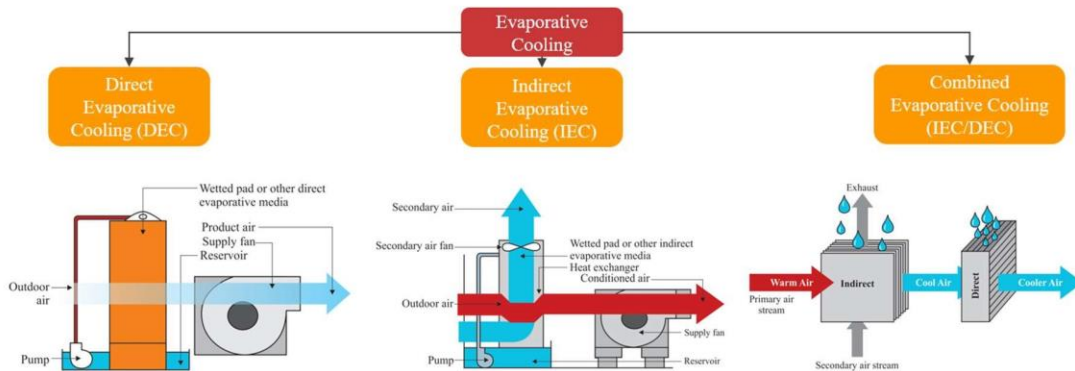 Evaporative
Cooling
Direct
Evaporative
Cooling (DEC)
Indirect
Evaporative
Cooling (IEC)
Combined
Evaporative Cooling
(IEC/DEC)
Wetted pad or other direct
evaporative media
Product air
Supply fan
Reservoir
Outdoor
air
Pump
Secondary air
Secondary air fan
Wetted pad or other indirect
evaporative media
Heat exchanger
Conditioned air
Outdoor air
Supply fan
Pump
Reservoir
Exhaust
Warm Air
Primary air
stream
Indirect
Cool Air
Direct
Cooler Air
Secondary air stream